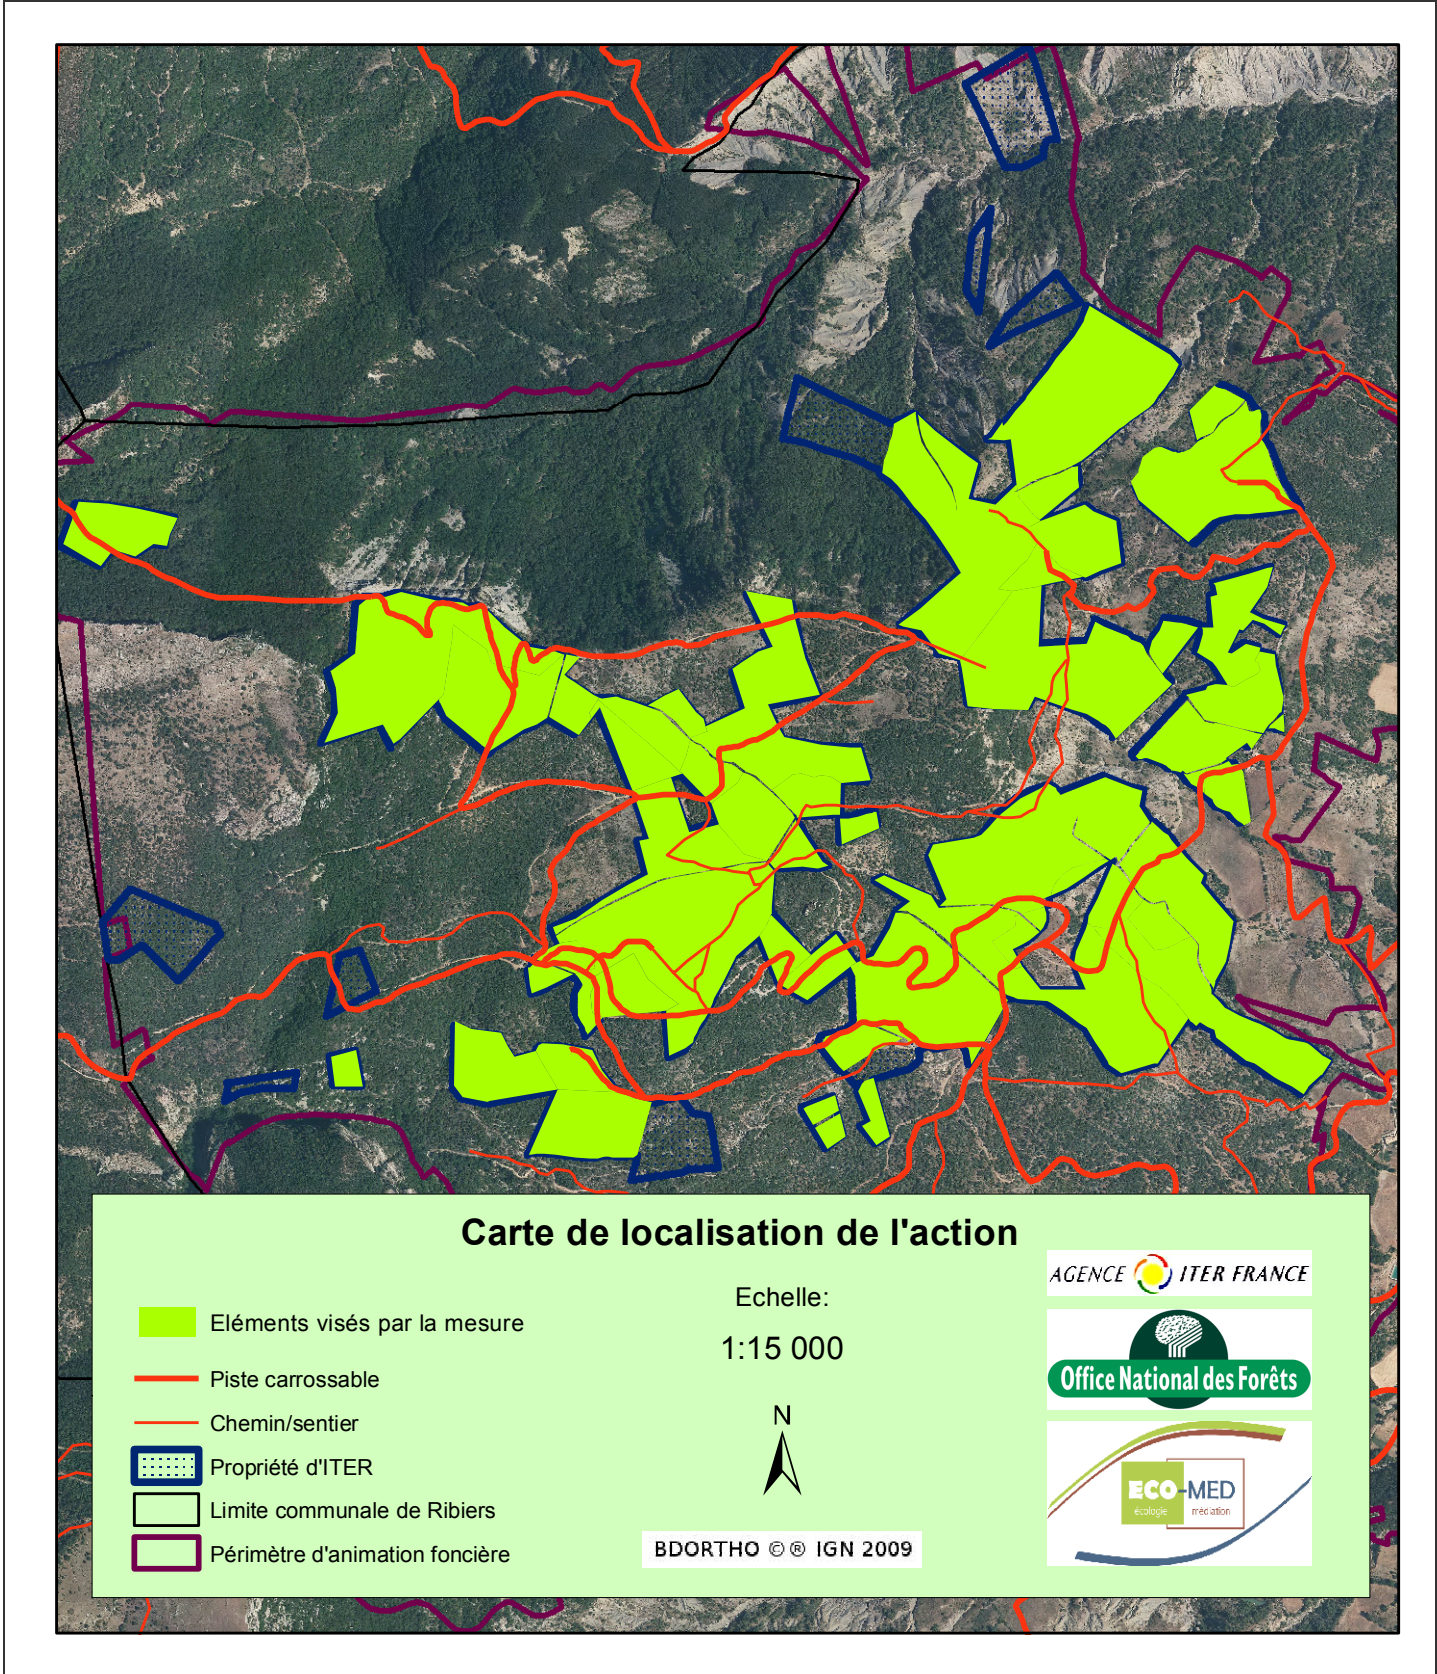 Carte de localisation de l'action
Eléments visés par la mesure
Piste carrossable
Chemin/sentier
Propriété d'ITER
Limite communale de Ribiers
Périmètre d'animation foncière
Echelle:
1:15 000
N
BDORTHO ©® IGN 2009
AGENCE ITER FRANCE
Office National des Forêts
ECO-MED
écologie médiation